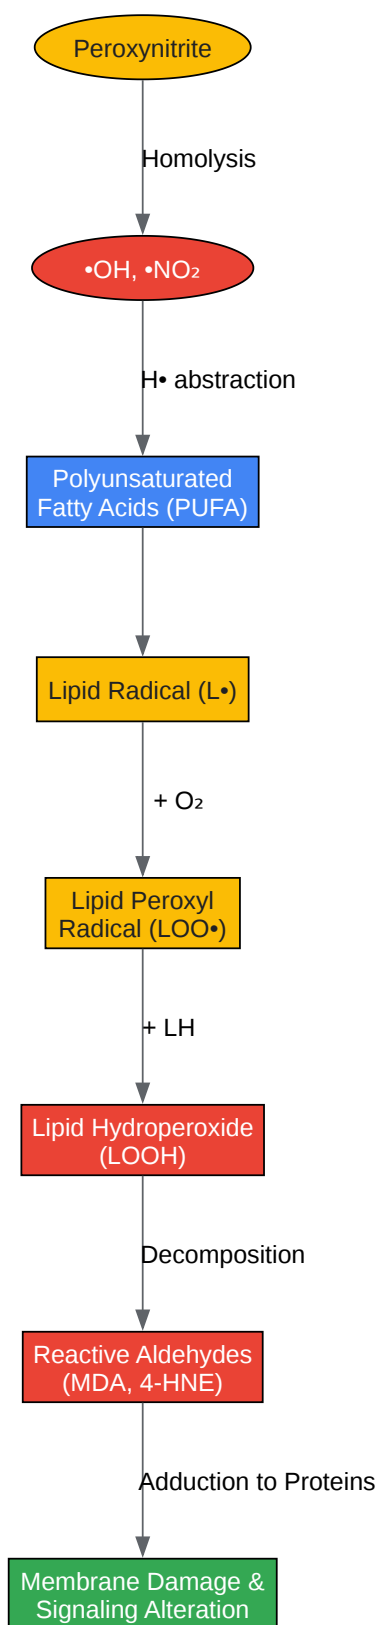 Peroxynitrite
Homolysis
•OH, •NO₂
H• abstraction
Polyunsaturated
Fatty Acids (PUFA)
Lipid Radical (L•)
+ O₂
Lipid Peroxyl
Radical (LOO•)
+ LH
Lipid Hydroperoxide
(LOOH)
Decomposition
Reactive Aldehydes
(MDA, 4-HNE)
Adduction to Proteins
Membrane Damage &
Signaling Alteration